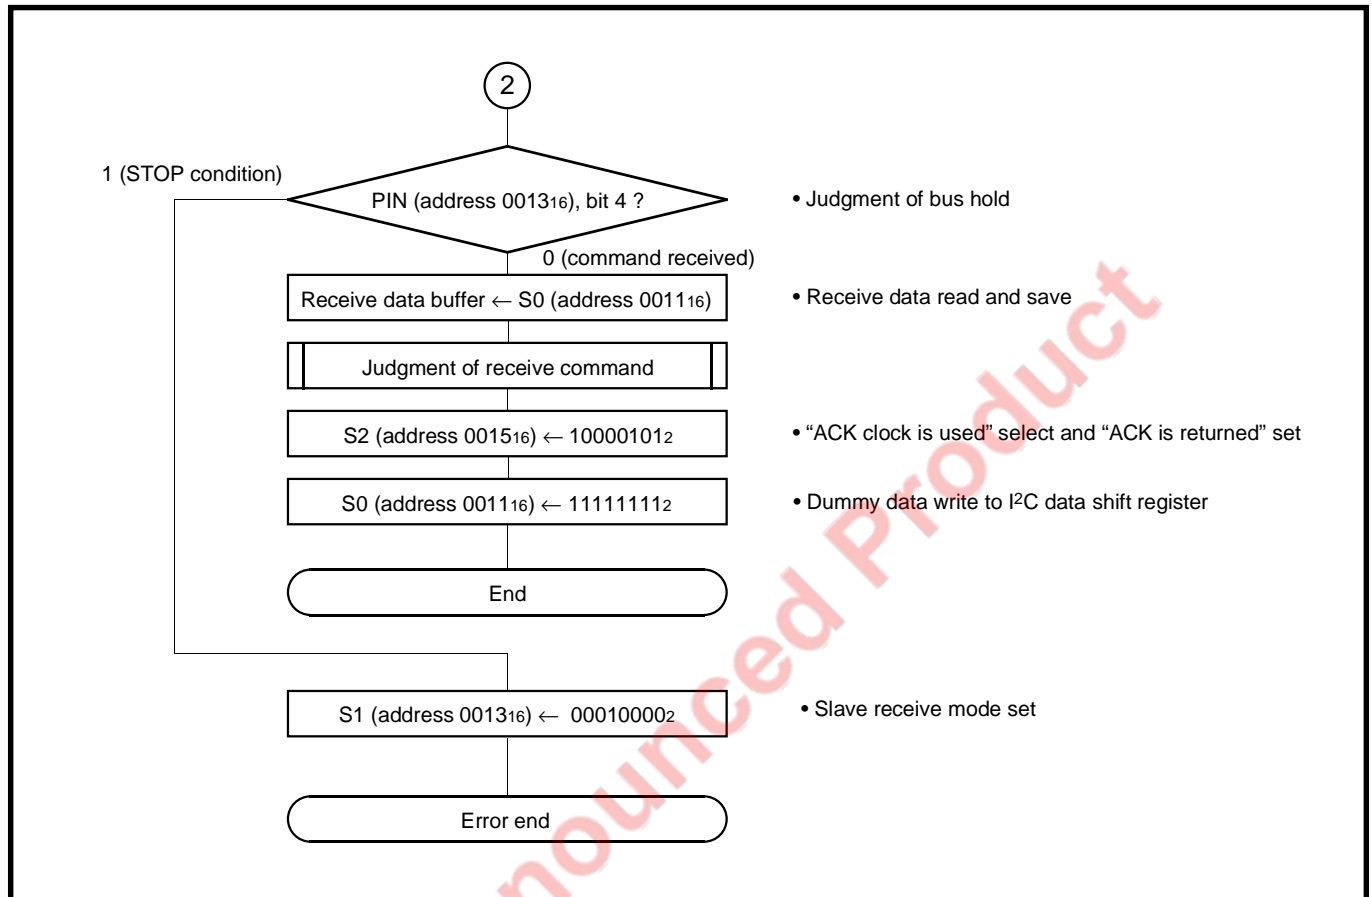 2
1 (STOP condition)
PIN (address 0013₁₆), bit 4 ?
• Judgment of bus hold
0 (command received)
Receive data buffer ← S0 (address 0011₁₆)
• Receive data read and save
Judgment of receive command
S2 (address 0015₁₆) ← 10000101₂
• “ACK clock is used” select and “ACK is returned” set
S0 (address 0011₁₆) ← 11111111₂
• Dummy data write to I²C data shift register
End
S1 (address 0013₁₆) ← 00010000₂
• Slave receive mode set
Error end
nounced Product